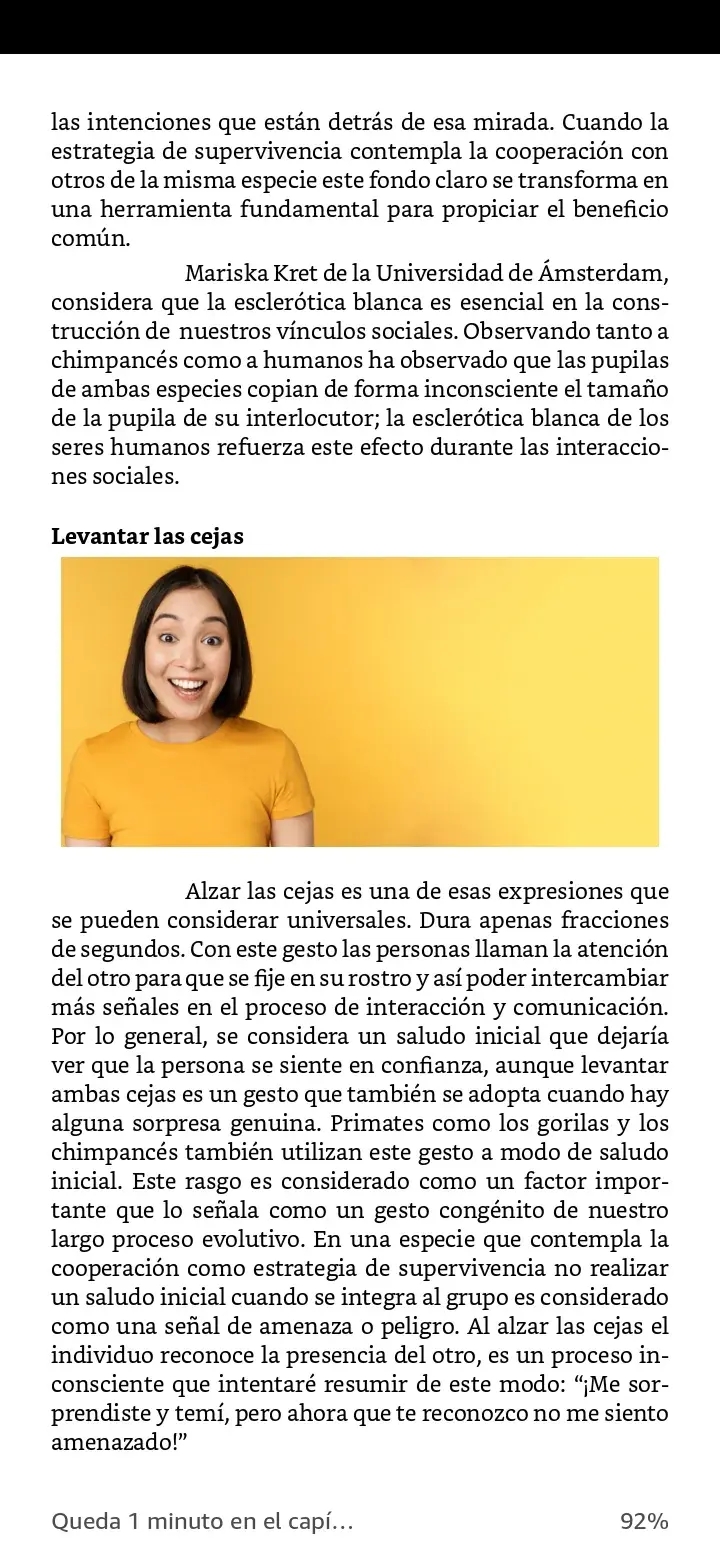 las intenciones que están detrás de esa mirada. Cuando la
estrategia de supervivencia contempla la cooperación con
otros de la misma especie este fondo claro se transforma en
una herramienta fundamental para propiciar el beneficio
común.
Mariska Kret de la Universidad de Ámsterdam,
considera que la esclerótica blanca es esencial en la cons-
trucción de nuestros vínculos sociales. Observando tanto a
chimpancés como a humanos ha observado que las pupilas
de ambas especies copian de forma inconsciente el tamaño
de la pupila de su interlocutor; la esclerótica blanca de los
seres humanos refuerza este efecto durante las interaccio-
nes sociales.
Levantar las cejas
Alzar las cejas es una de esas expresiones que
se pueden considerar universales. Dura apenas fracciones
de segundos. Con este gesto las personas llaman la atención
del otro para que se fije en su rostro y así poder intercambiar
más señales en el proceso de interacción y comunicación.
Por lo general, se considera un saludo inicial que dejaría
ver que la persona se siente en confianza, aunque levantar
ambas cejas es un gesto que también se adopta cuando hay
alguna sorpresa genuina. Primates como los gorilas y los
chimpancés también utilizan este gesto a modo de saludo
inicial. Este rasgo es considerado como un factor impor-
tante que lo señala como un gesto congénito de nuestro
largo proceso evolutivo. En una especie que contempla la
cooperación como estrategia de supervivencia no realizar
un saludo inicial cuando se integra al grupo es considerado
como una señal de amenaza o peligro. Al alzar las cejas el
individuo reconoce la presencia del otro, es un proceso in-
consciente que intentaré resumir de este modo: “¡Me sor-
prendiste y temí, pero ahora que te reconozco no me siento
amenazado!”
Queda 1 minuto en el capí… 92%